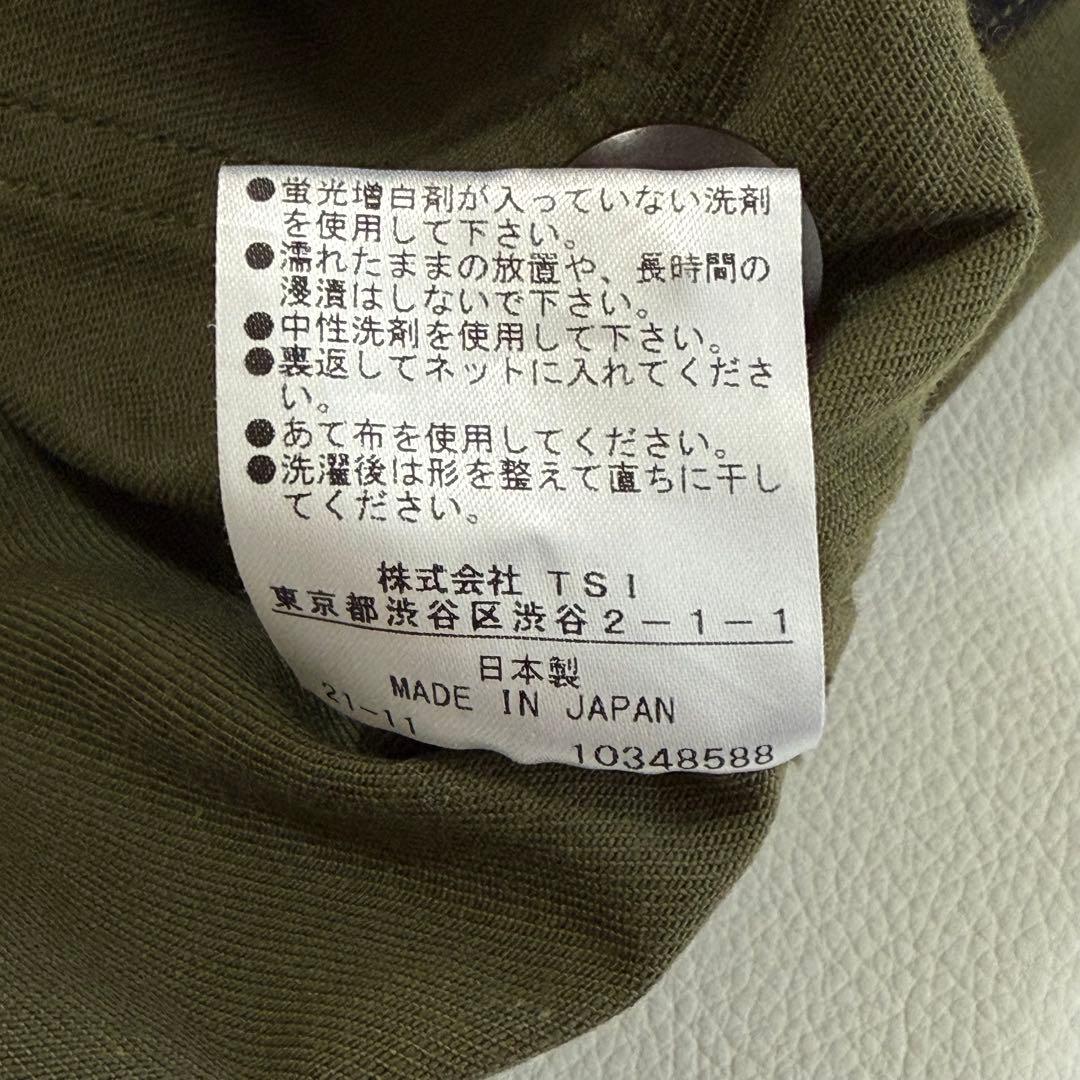 ●蛍光増白剤が入っていない洗剤
を使用して下さい。
●濡れたままの放置や、長時間の
浸漬はしないで下さい。
●中性洗剤を使用して下さい。
●裏返してネットに入れてくださ
い。
●あて布を使用してください。
●洗濯後は形を整えて直ちに干し
てください。
株式会社 TSI
東京都渋谷区渋谷2-1-1
日本製
MADE IN JAPAN
21-11
10348588